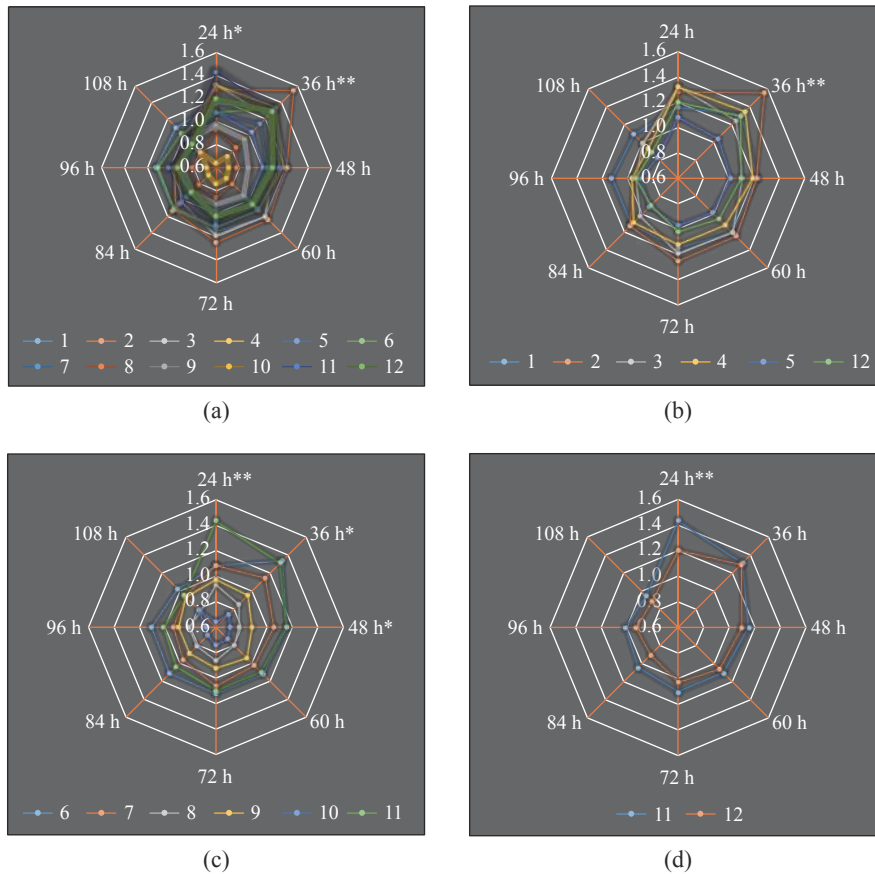 24 h*
1.6
1.4
1.2
1.0
0.8
0.6
36 h**
48 h
60 h
72 h
84 h
96 h
108 h
1 2 3 4 5 6
7 8 9 10 11 12
(a)
24 h
1.6
1.4
1.2
1.0
0.8
0.6
36 h**
48 h
60 h
72 h
84 h
96 h
108 h
1 2 3 4 5 12
(b)
24 h**
1.6
1.4
1.2
1.0
0.8
0.6
36 h*
48 h*
60 h
72 h
84 h
96 h
108 h
6 7 8 9 10 11
(c)
24 h**
1.6
1.4
1.2
1.0
0.8
0.6
36 h
48 h
60 h
72 h
84 h
96 h
108 h
11 12
(d)